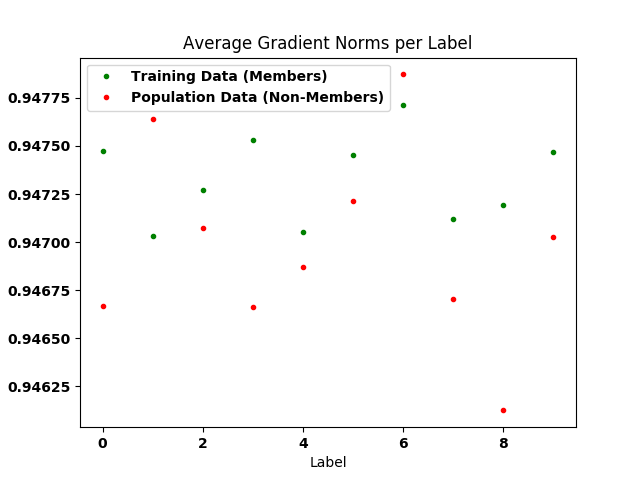 Average Gradient Norms per Label
Training Data (Members)
Population Data (Non-Members)
0.94775
0.94750
0.94725
0.94700
0.94675
0.94650
0.94625
0 2 4 6 8
Label